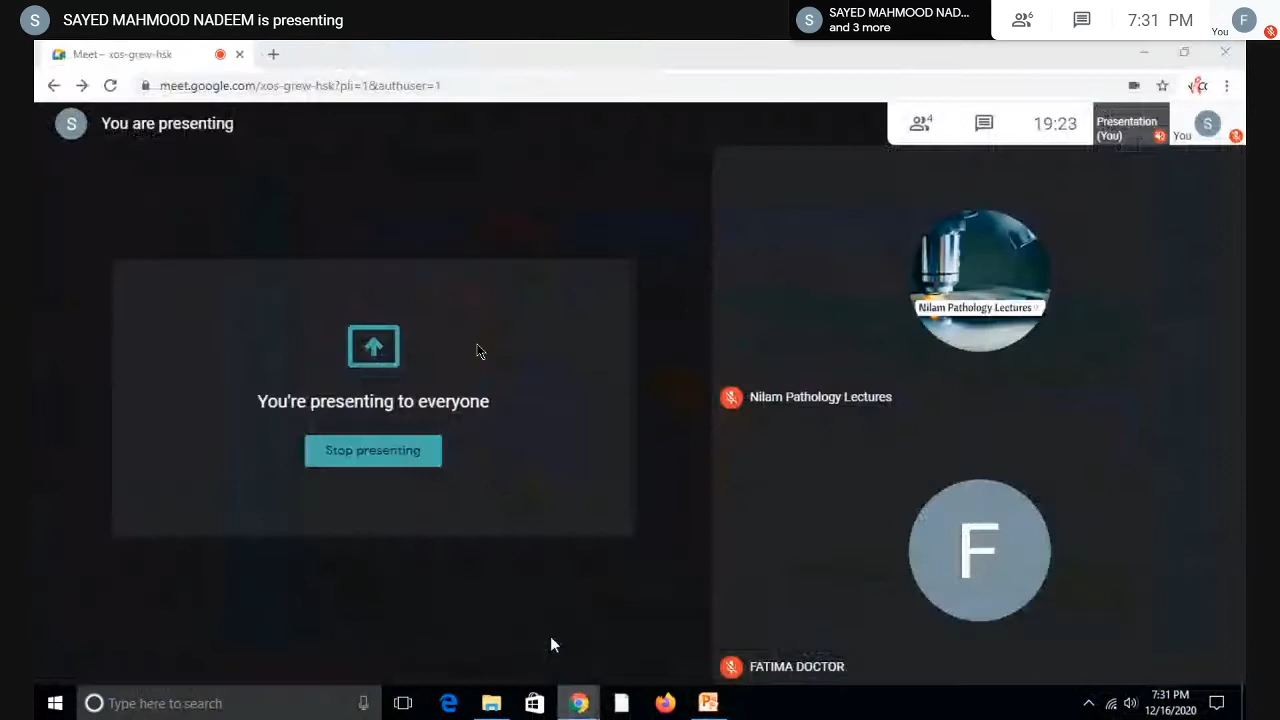 S SAYED MAHMOOD NADEEM is presenting
S SAYED MAHMOOD NAD...
and 3 more
6
7:31 PM
You F
Meet – xos-grew-hsk
meet.google.com/xos-grew-hsk?pli=1&authuser=1
S You are presenting
4
19:23
Presentation
(You)
You S
Nilam Pathology Lectures
You're presenting to everyone
Stop presenting
Nilam Pathology Lectures
F
FATIMA DOCTOR
Type here to search
7:31 PM
12/16/2020